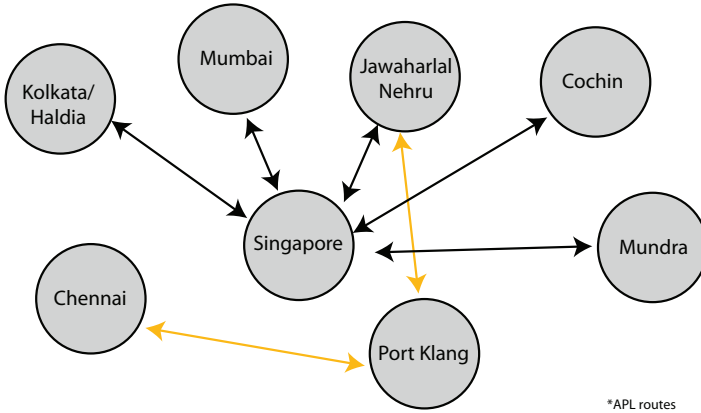 Mumbai
Jawaharlal
Nehru
Cochin
Kolkata/
Haldia
Singapore
Mundra
Chennai
Port Klang
*APL routes